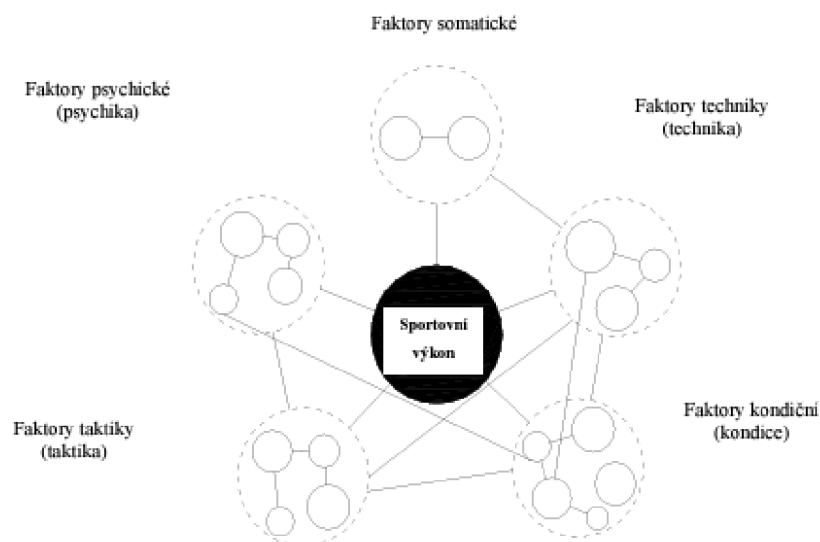 Faktory somatické
Faktory psychické
(psychika)
Faktory techniky
(technika)
Sportovní
výkon
Faktory taktiky
(taktika)
Faktory kondiční
(kondice)